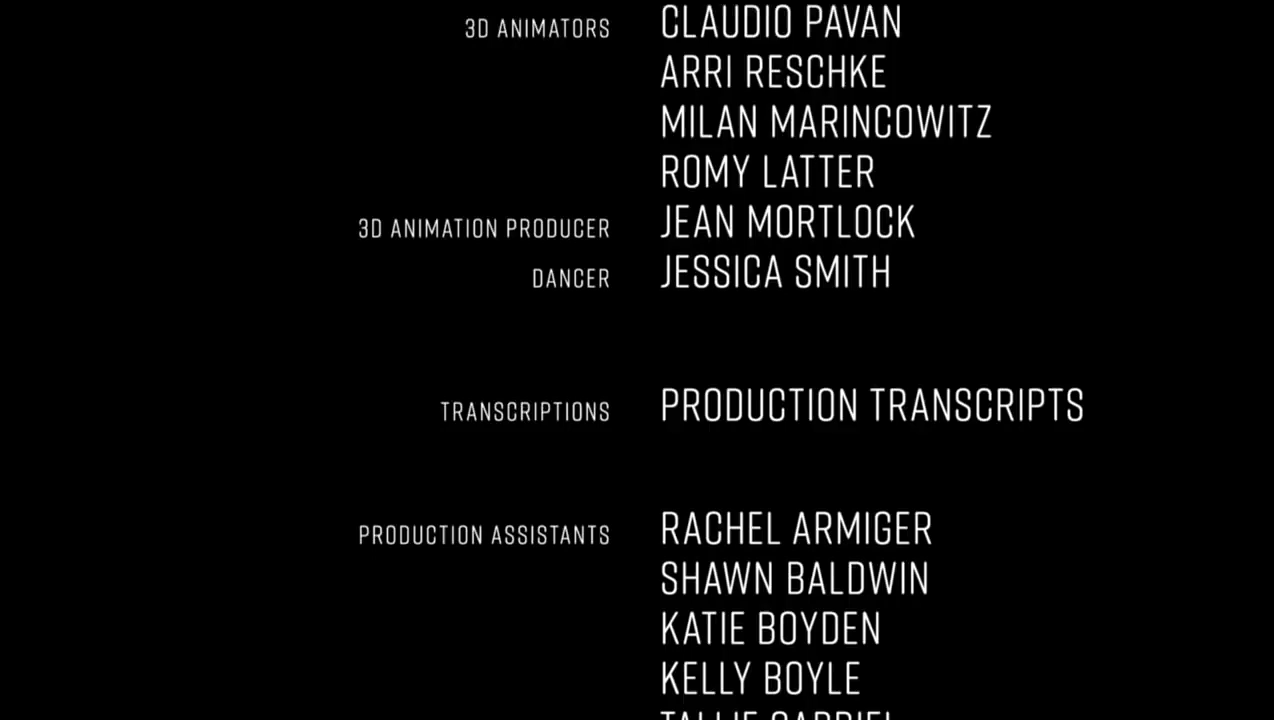 3D ANIMATORS CLAUDIO PAVAN
ARRI RESCHKE
MILAN MARINCOWITZ
ROMY LATTER
3D ANIMATION PRODUCER JEAN MORTLOCK
DANCER JESSICA SMITH
TRANSCRIPTIONS PRODUCTION TRANSCRIPTS
PRODUCTION ASSISTANTS RACHEL ARMIGER
SHAWN BALDWIN
KATIE BOYDEN
KELLY BOYLE